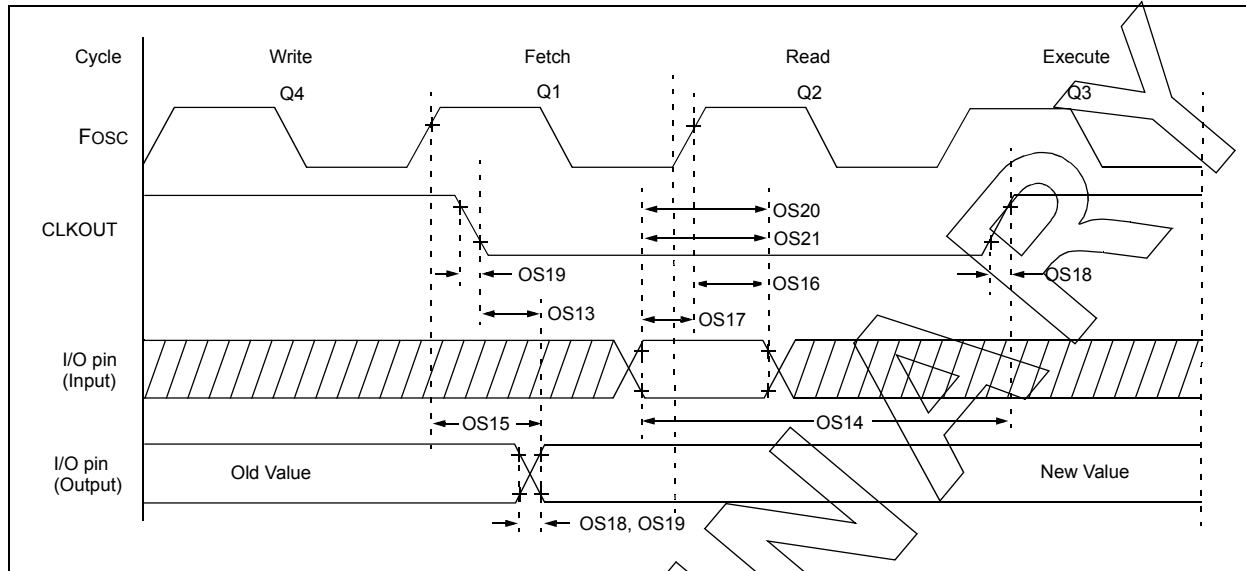 Cycle Write Fetch Read Execute
Q4 Q1 Q2 Q3
FOSC
CLKOUT
OS20
OS21
OS19 OS16 OS18
OS13 OS17
I/O pin
(Input)
OS15 OS14
I/O pin
(Output)
Old Value New Value
OS18, OS19